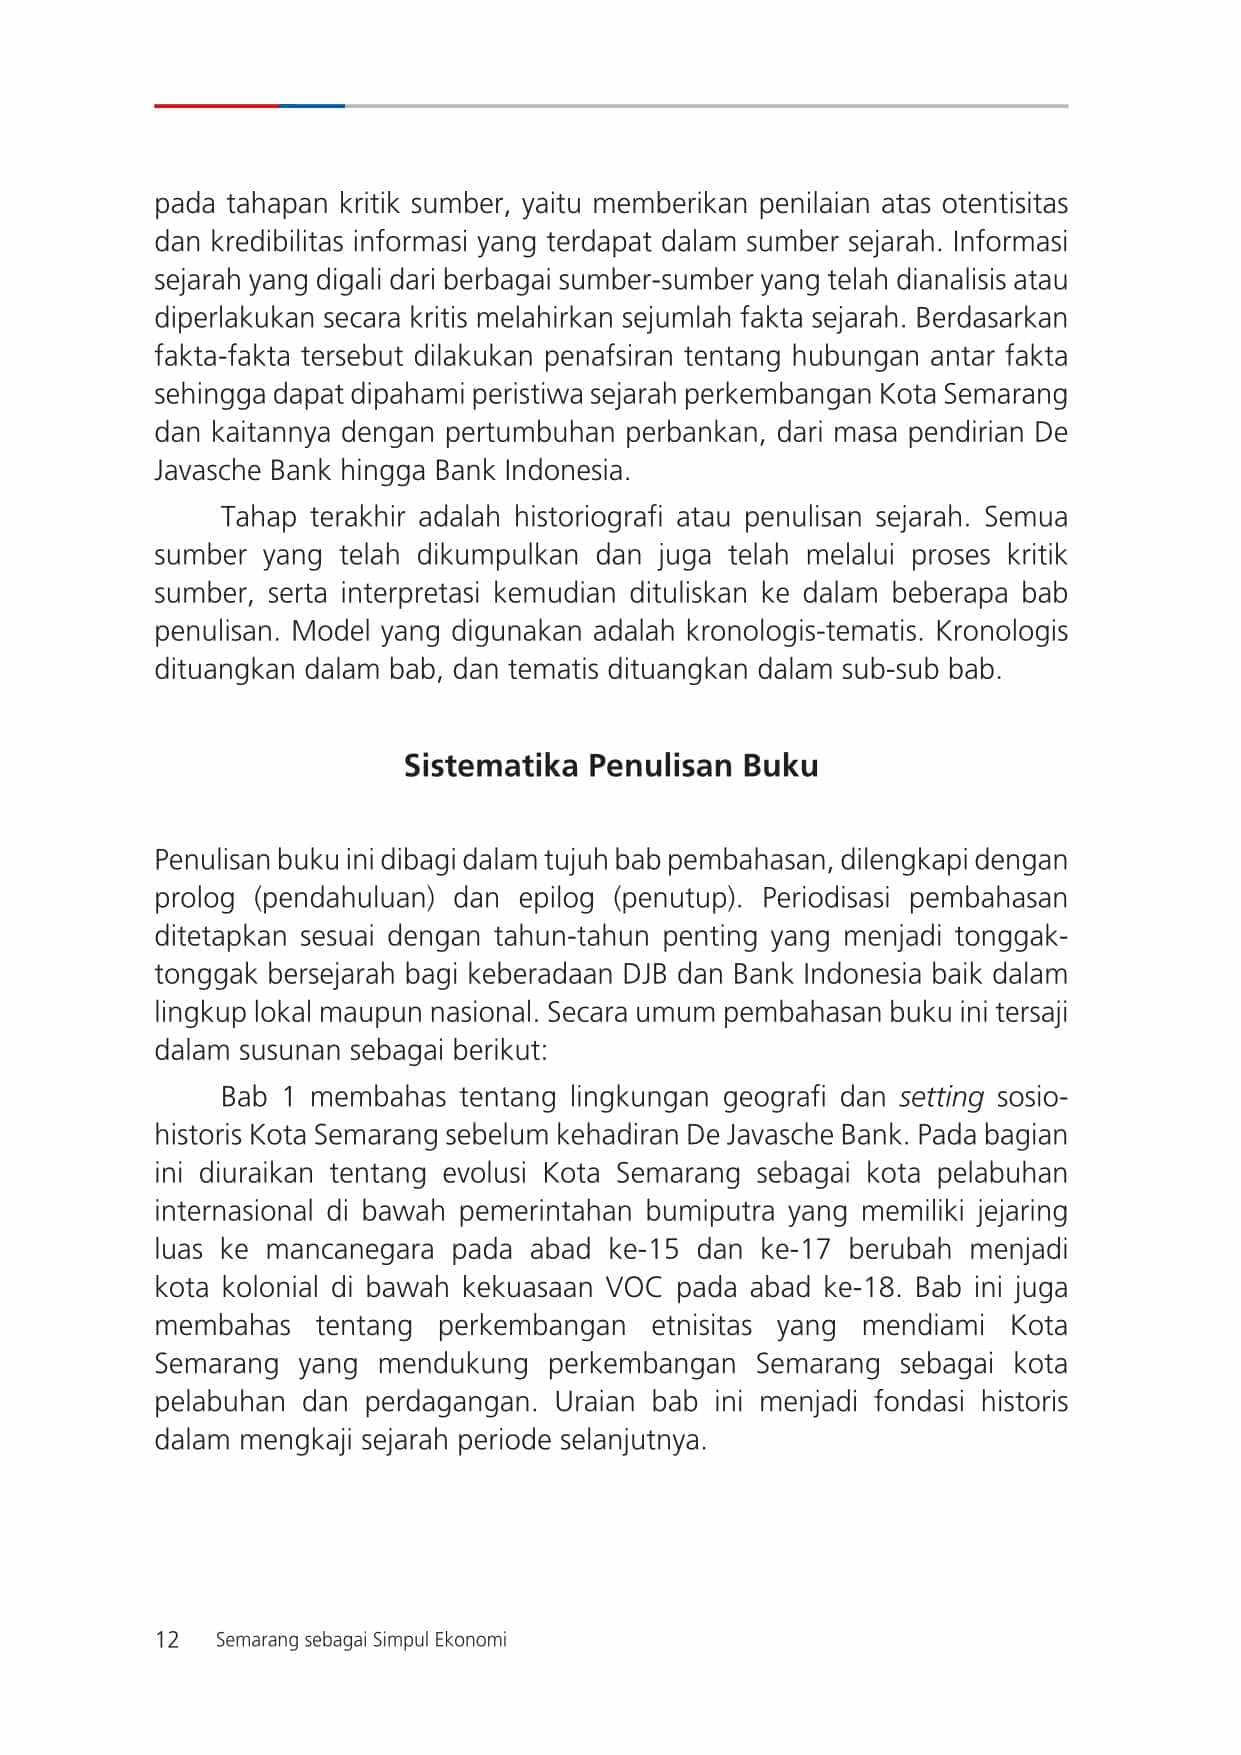 pada tahapan kritik sumber, yaitu memberikan penilaian atas otentisitas
dan kredibilitas informasi yang terdapat dalam sumber sejarah. Informasi
sejarah yang digali dari berbagai sumber-sumber yang telah dianalisis atau
diperlakukan secara kritis melahirkan sejumlah fakta sejarah. Berdasarkan
fakta-fakta tersebut dilakukan penafsiran tentang hubungan antar fakta
sehingga dapat dipahami peristiwa sejarah perkembangan Kota Semarang
dan kaitannya dengan pertumbuhan perbankan, dari masa pendirian De
Javasche Bank hingga Bank Indonesia.
Tahap terakhir adalah historiografi atau penulisan sejarah. Semua
sumber yang telah dikumpulkan dan juga telah melalui proses kritik
sumber, serta interpretasi kemudian dituliskan ke dalam beberapa bab
penulisan. Model yang digunakan adalah kronologis-tematis. Kronologis
dituangkan dalam bab, dan tematis dituangkan dalam sub-sub bab.
Sistematika Penulisan Buku
Penulisan buku ini dibagi dalam tujuh bab pembahasan, dilengkapi dengan
prolog (pendahuluan) dan epilog (penutup). Periodisasi pembahasan
ditetapkan sesuai dengan tahun-tahun penting yang menjadi tonggak-
tonggak bersejarah bagi keberadaan DJB dan Bank Indonesia baik dalam
lingkup lokal maupun nasional. Secara umum pembahasan buku ini tersaji
dalam susunan sebagai berikut:
Bab 1 membahas tentang lingkungan geografi dan setting sosio-
historis Kota Semarang sebelum kehadiran De Javasche Bank. Pada bagian
ini diuraikan tentang evolusi Kota Semarang sebagai kota pelabuhan
internasional di bawah pemerintahan bumiputra yang memiliki jejaring
luas ke mancanegara pada abad ke-15 dan ke-17 berubah menjadi
kota kolonial di bawah kekuasaan VOC pada abad ke-18. Bab ini juga
membahas tentang perkembangan etnisitas yang mendiami Kota
Semarang yang mendukung perkembangan Semarang sebagai kota
pelabuhan dan perdagangan. Uraian bab ini menjadi fondasi historis
dalam mengkaji sejarah periode selanjutnya.
12 Semarang sebagai Simpul Ekonomi